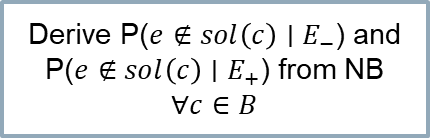 Derive P(𝑒 ∉ 𝑠𝑜𝑙(𝑐) ∣ 𝐸₋) and
P(𝑒 ∉ 𝑠𝑜𝑙(𝑐) ∣ 𝐸₊) from NB
∀𝑐 ∈ 𝐵